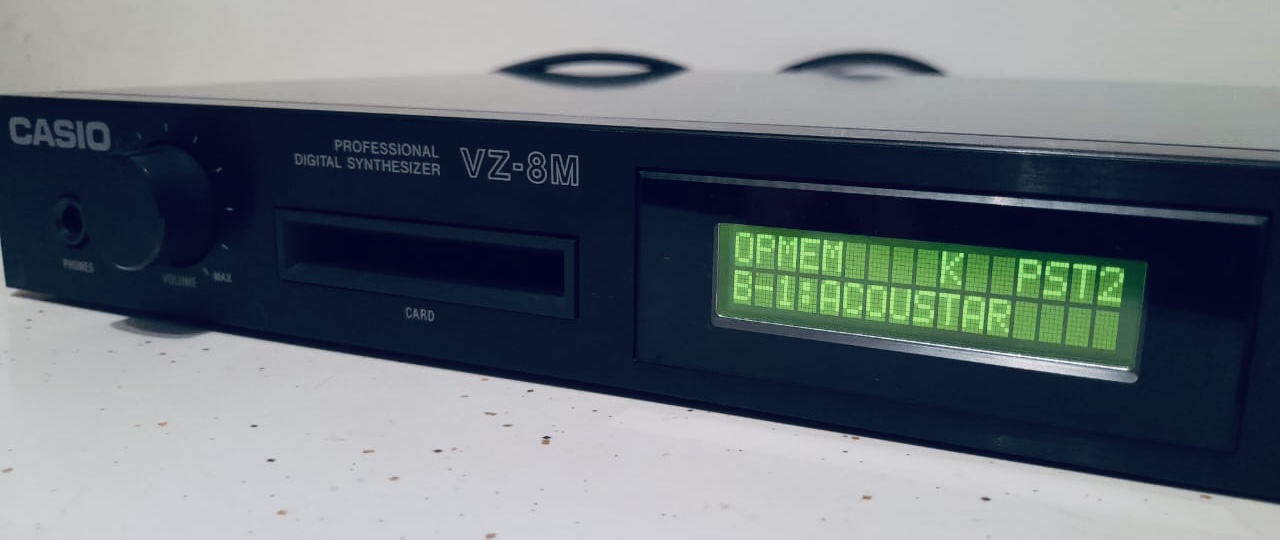 CASIO
PHONES
VOLUME
MAX
PROFESSIONAL
DIGITAL SYNTHESIZER
VZ-8M
CARD
OPMEM K PST2
B-1:ACOUSTAR